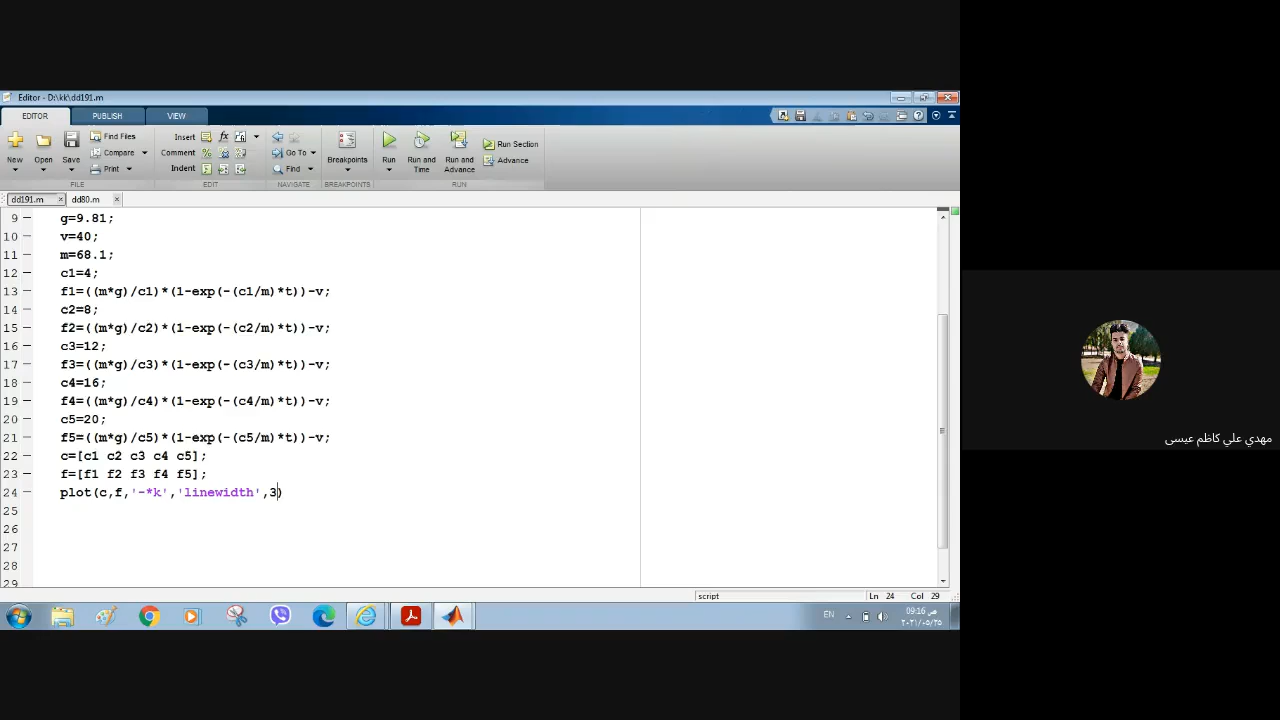 Editor - D:\kk\dd191.m
EDITOR PUBLISH VIEW
New Open Save Find Files Compare Print Insert Comment Indent fx Go To Find Breakpoints Run Run and Time Run and Advance Run Section Advance
FILE EDIT NAVIGATE BREAKPOINTS RUN
dd191.m × dd80.m ×
9 — g=9.81;
10 — v=40;
11 — m=68.1;
12 — c1=4;
13 — f1=((m*g)/c1)*(1-exp(-(c1/m)*t))-v;
14 — c2=8;
15 — f2=((m*g)/c2)*(1-exp(-(c2/m)*t))-v;
16 — c3=12;
17 — f3=((m*g)/c3)*(1-exp(-(c3/m)*t))-v;
18 — c4=16;
19 — f4=((m*g)/c4)*(1-exp(-(c4/m)*t))-v;
20 — c5=20;
21 — f5=((m*g)/c5)*(1-exp(-(c5/m)*t))-v;
22 — c=[c1 c2 c3 c4 c5];
23 — f=[f1 f2 f3 f4 f5];
24 — plot(c,f,'-*k','linewidth',3)
25
26
27
28
29
script Ln 24 Col 29
EN
09:16 ص
٢٠٢١/٠٥/٢٥
مهدي علي كاظم عيسى